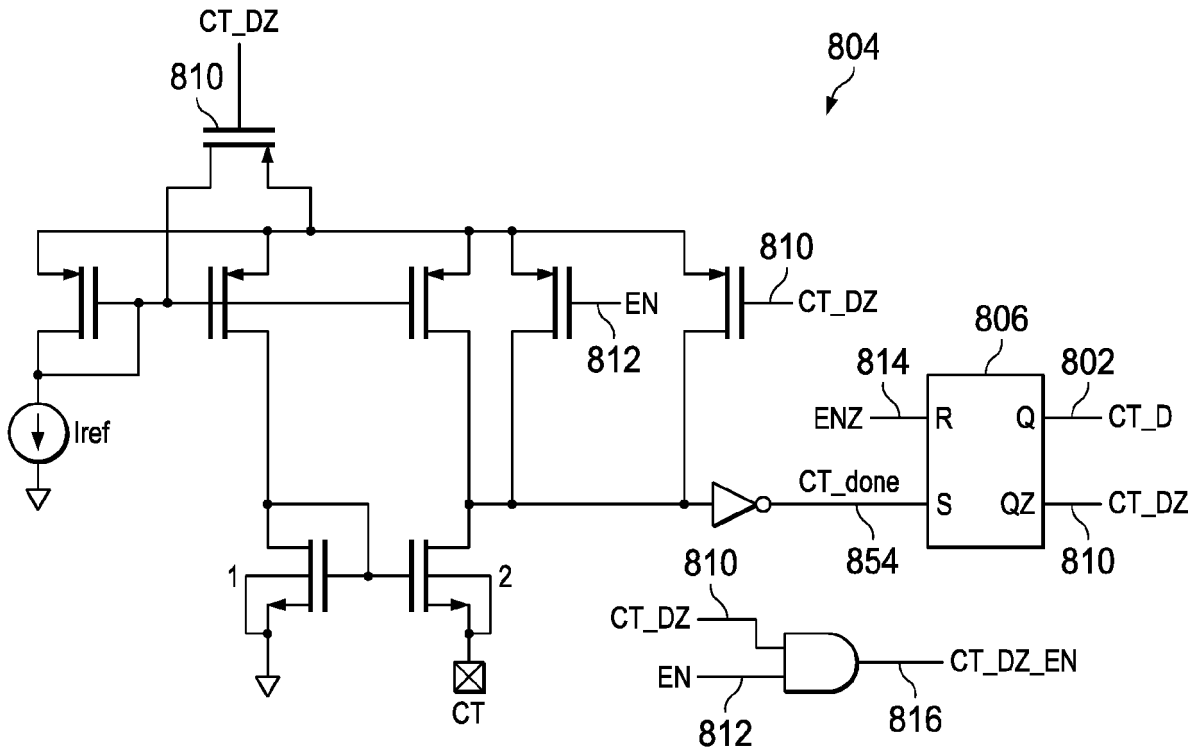 CT_DZ
804
810
810
EN
CT_DZ
812
806
814
802
Iref
ENZ
R
Q
CT_D
CT_done
S
QZ
CT_DZ
854
810
1
2
810
CT_DZ
CT_DZ_EN
EN
CT
812
816